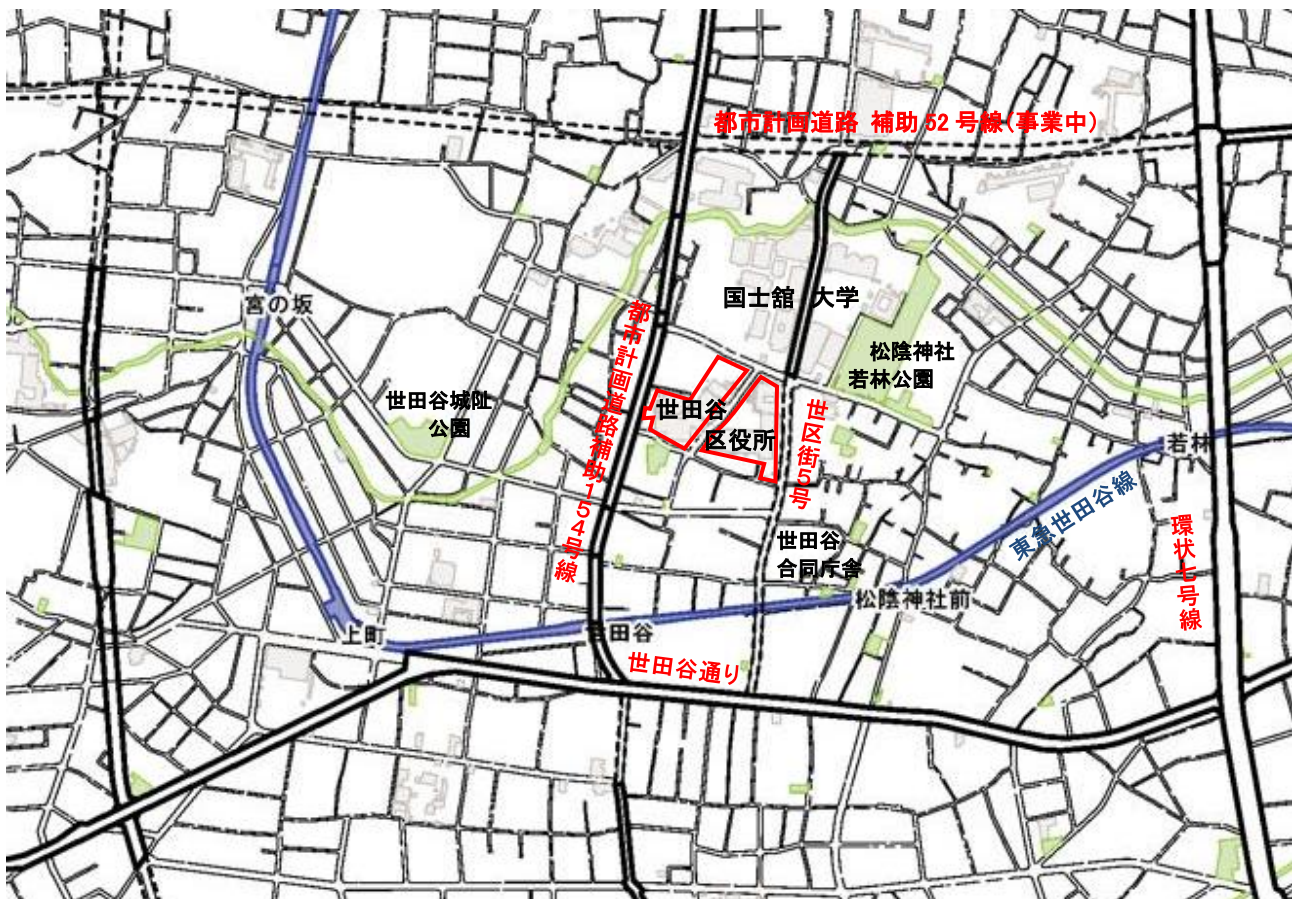 都市計画道路 補助52号線(事業中)
宮の坂
国士舘 大学
都市計画道路補助154号線
松陰神社
若林公園
世田谷城阯
公園
世田谷
区役所
世区街5号
若林
東急世田谷線
環状七号線
世田谷
合同庁舎
松陰神社前
上町
世田谷
世田谷通り